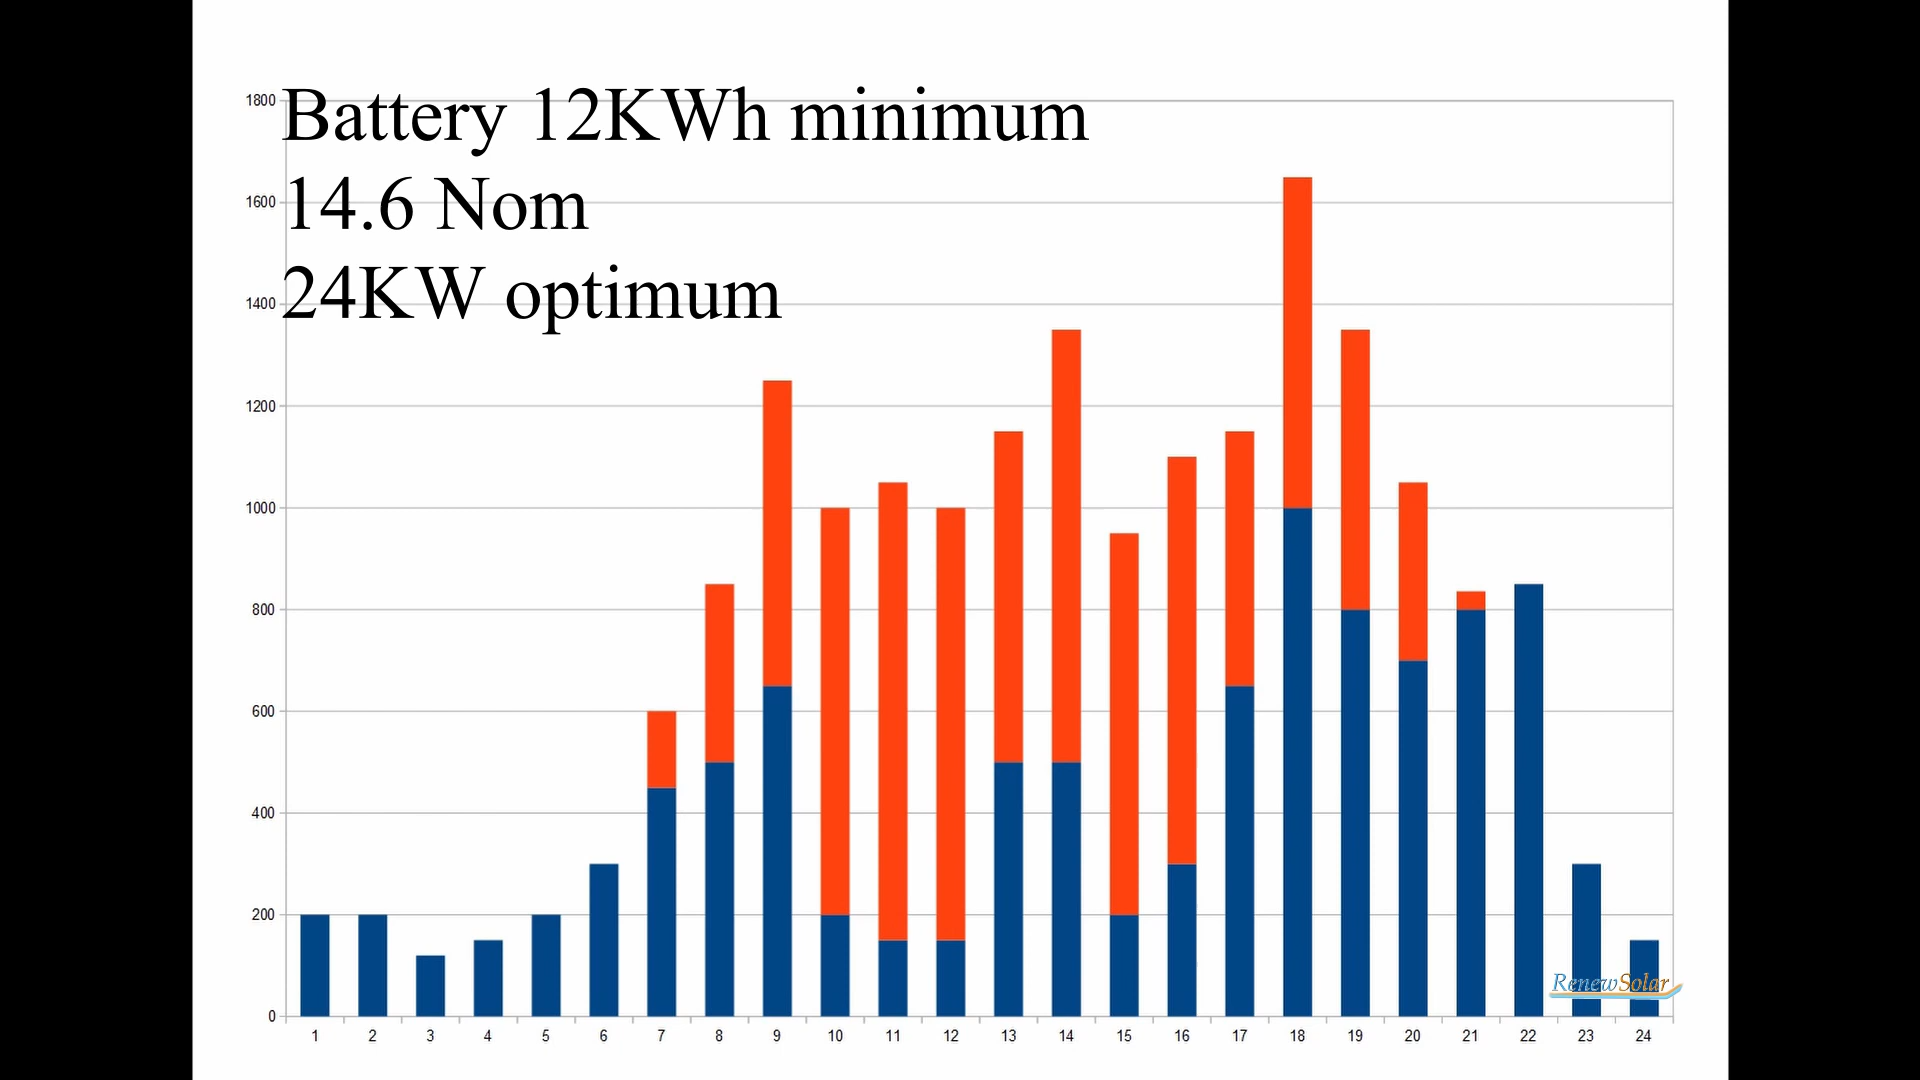 Battery 12KWh minimum
14.6 Nom
24KW optimum
1800
1600
1400
1200
1000
800
600
400
200
0
1 2 3 4 5 6 7 8 9 10 11 12 13 14 15 16 17 18 19 20 21 22 23 24
RenewSolar